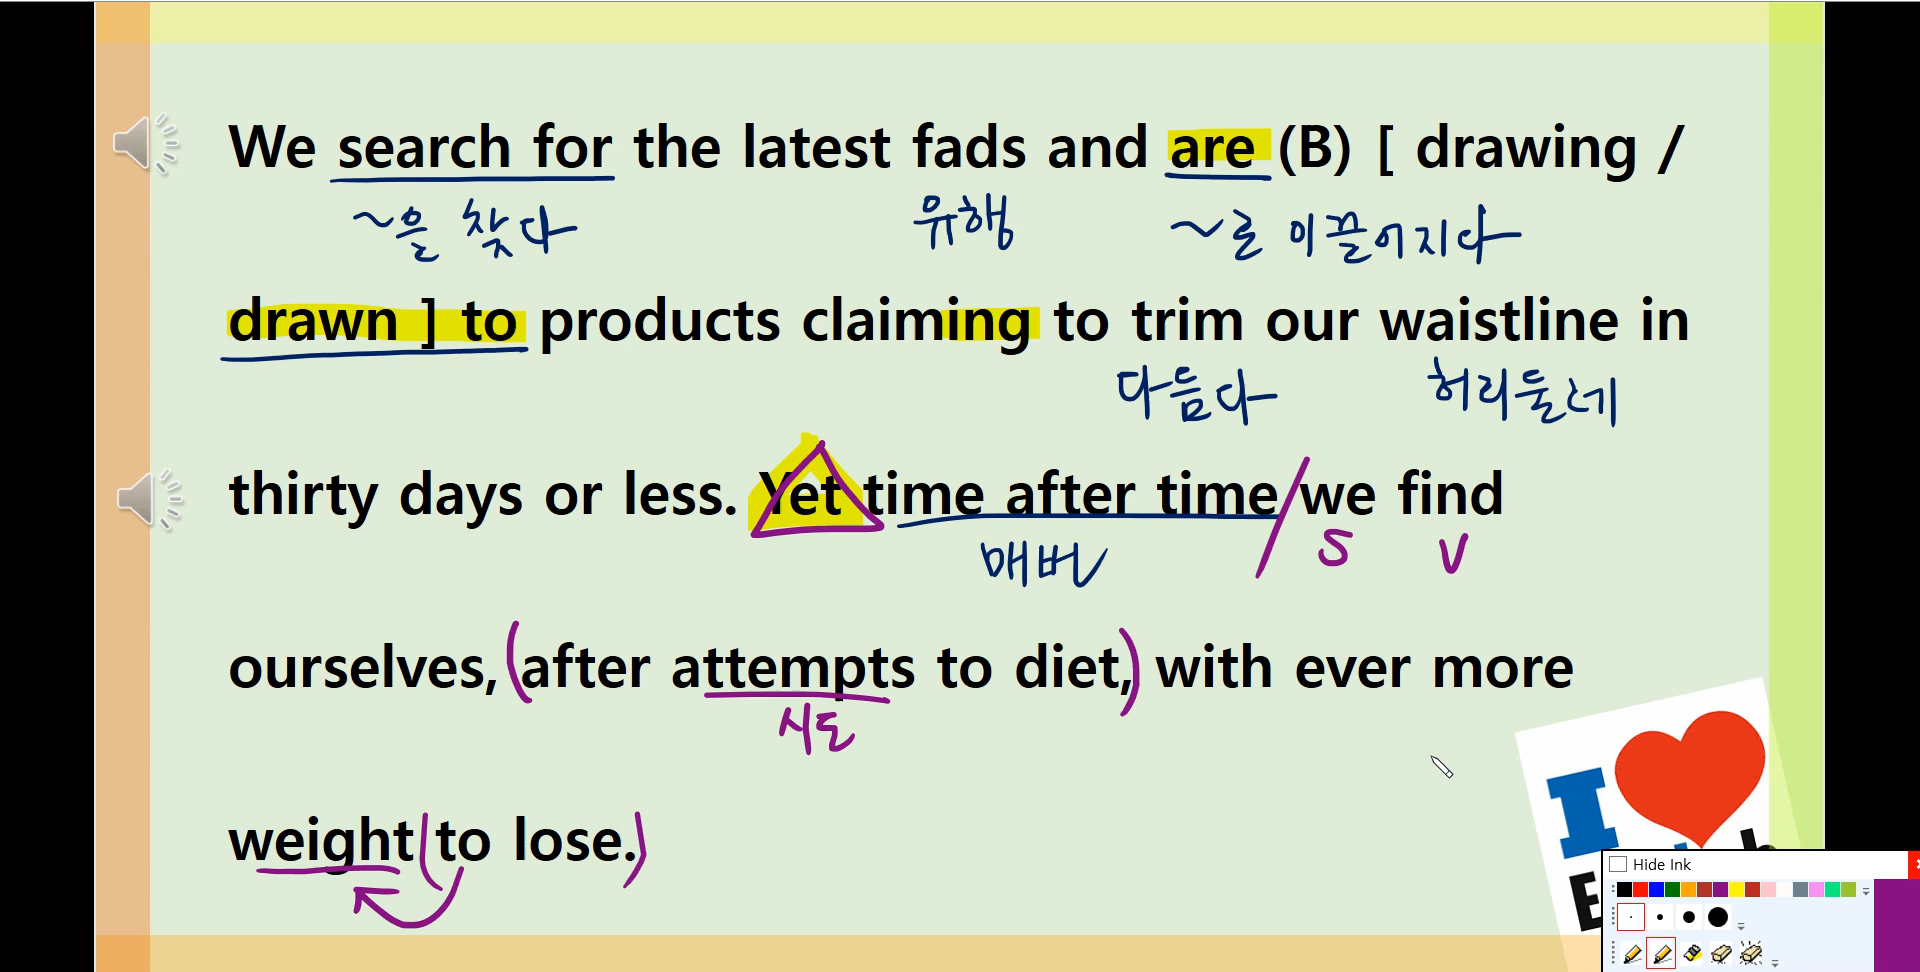 We search for the latest fads and are (B) [ drawing /
~을 찾다 유행 ~로 이끌어지다
drawn ] to products claiming to trim our waistline in
다듬다 허리둘레
thirty days or less. Yet time after time we find
매번 S V
ourselves, (after attempts to diet,) with ever more
시도
weight (to lose.)
I
E
Hide Ink